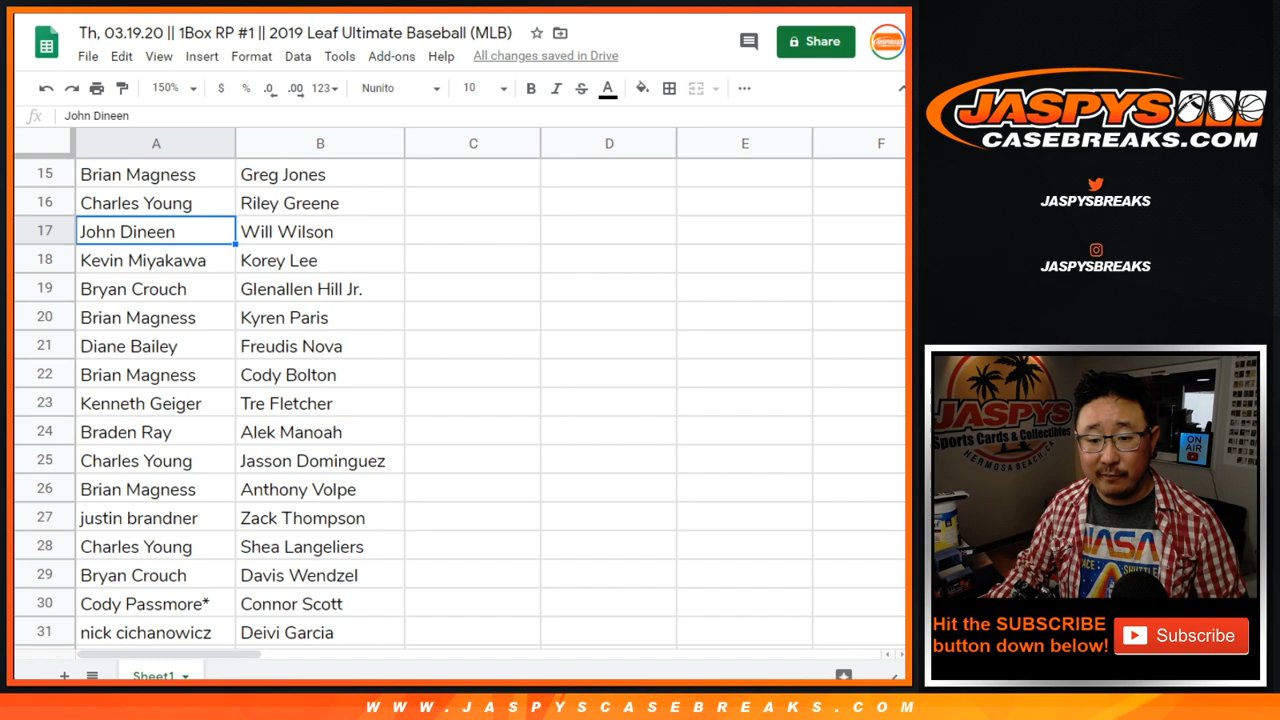 Th, 03.19.20 || 1Box RP #1 || 2019 Leaf Ultimate Baseball (MLB)
File Edit View Insert Format Data Tools Add-ons Help All changes saved in Drive
Share
150% $ % .0 .00 123 Nunito 10 B I S A
fx John Dineen
A B C D E F
15 Brian Magness Greg Jones
16 Charles Young Riley Greene
17 John Dineen Will Wilson
18 Kevin Miyakawa Korey Lee
19 Bryan Crouch Glenallen Hill Jr.
20 Brian Magness Kyren Paris
21 Diane Bailey Freudis Nova
22 Brian Magness Cody Bolton
23 Kenneth Geiger Tre Fletcher
24 Braden Ray Alek Manoah
25 Charles Young Jasson Dominguez
26 Brian Magness Anthony Volpe
27 justin brandner Zack Thompson
28 Charles Young Shea Langeliers
29 Bryan Crouch Davis Wendzel
30 Cody Passmore* Connor Scott
31 nick cichanowicz Deivi Garcia
Sheet1
JASPYS
CASEBREAKS.COM
JASPYSBREAKS
JASPYSBREAKS
JASPYS
Sports Cards & Collectibles
HERMOSA BEACH, CA
ON AIR
NASA
SPACE SHUTTLE
Hit the SUBSCRIBE
button down below!
Subscribe
WWW.JASPYSCASEBREAKS.COM